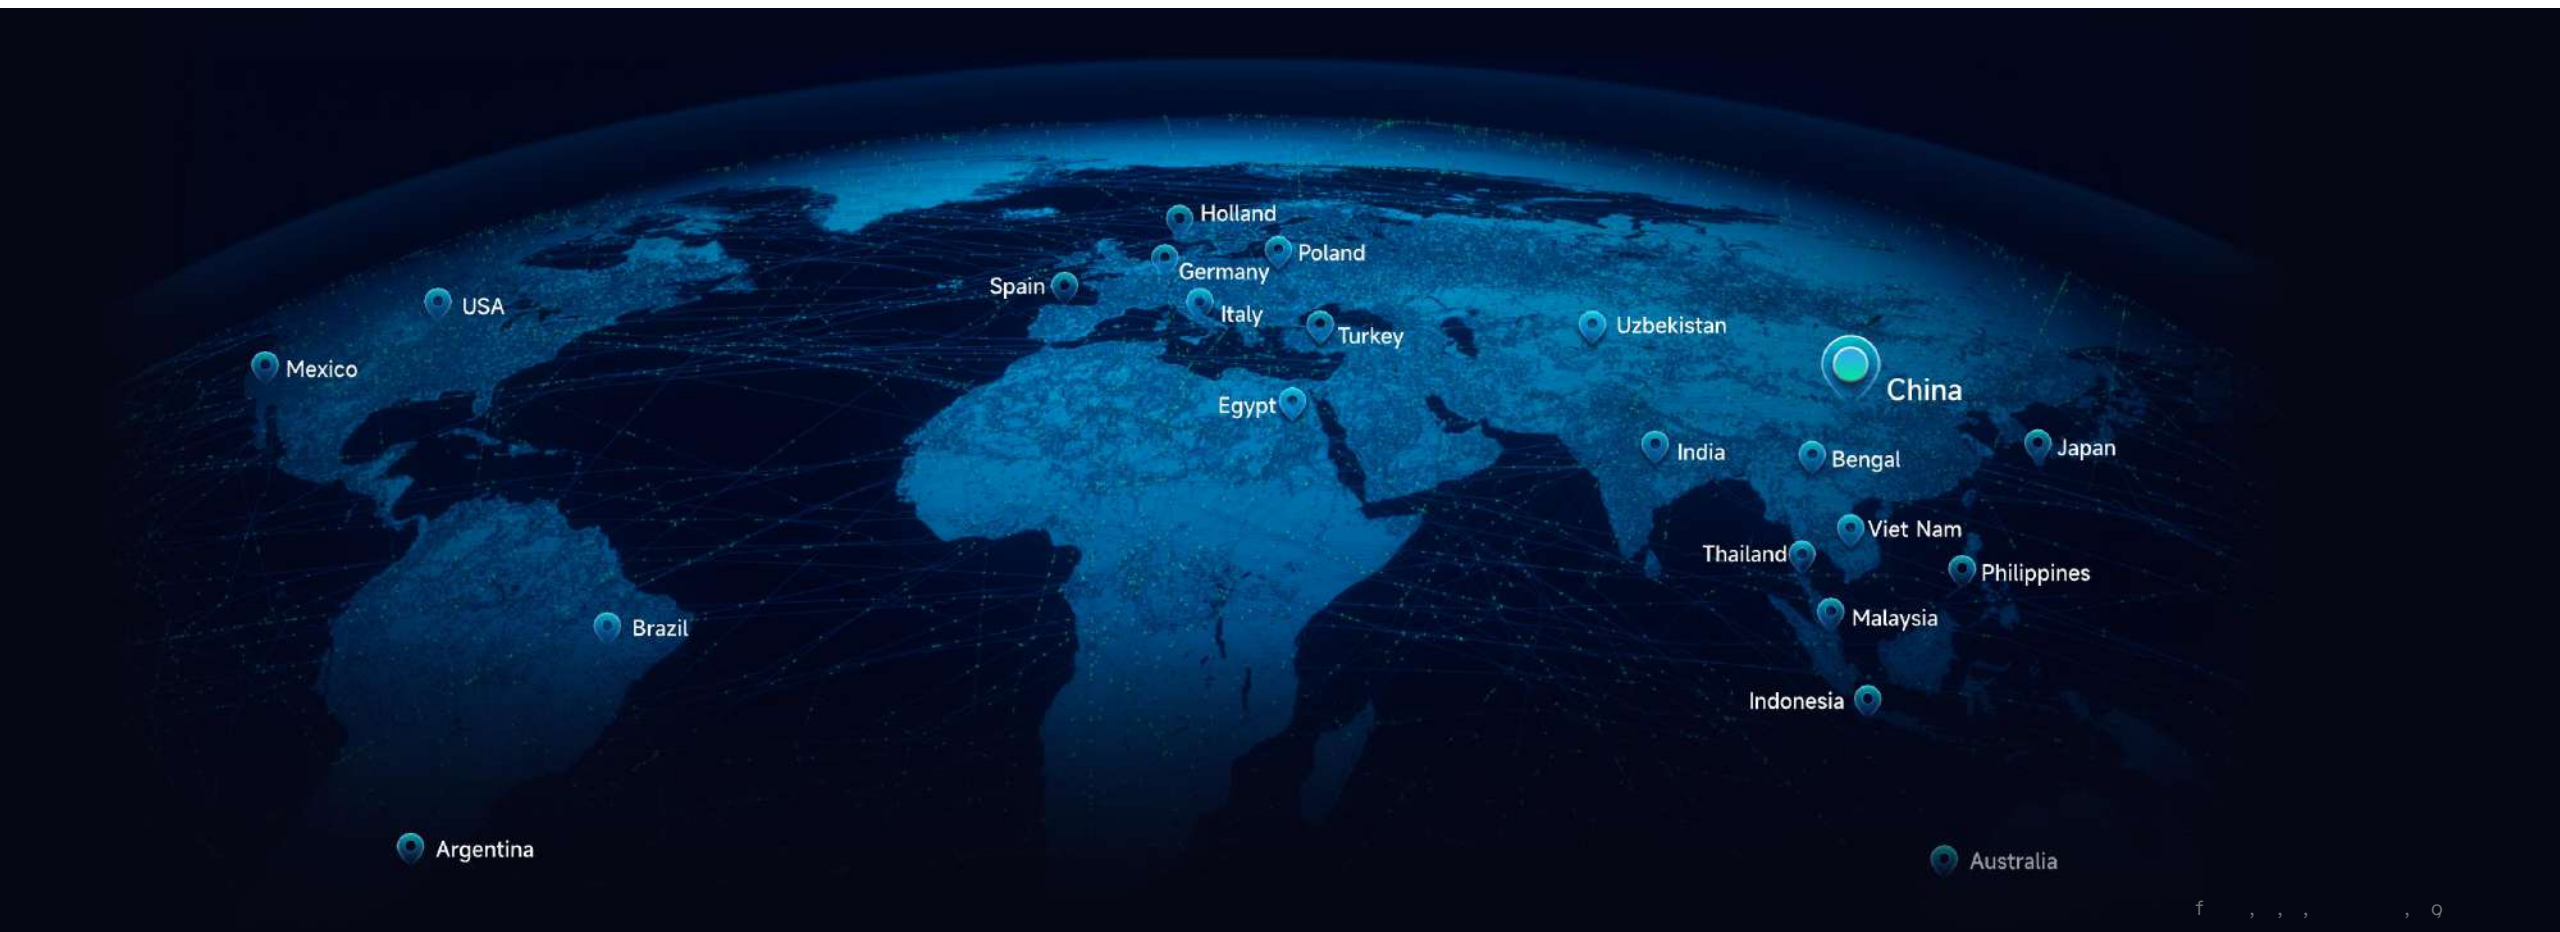 Holland
Poland
Germany
Spain
USA
Italy
Uzbekistan
Turkey
Mexico
China
Egypt
Japan
India
Bengal
Viet Nam
Thailand
Philippines
Malaysia
Brazil
Indonesia
Argentina
Australia